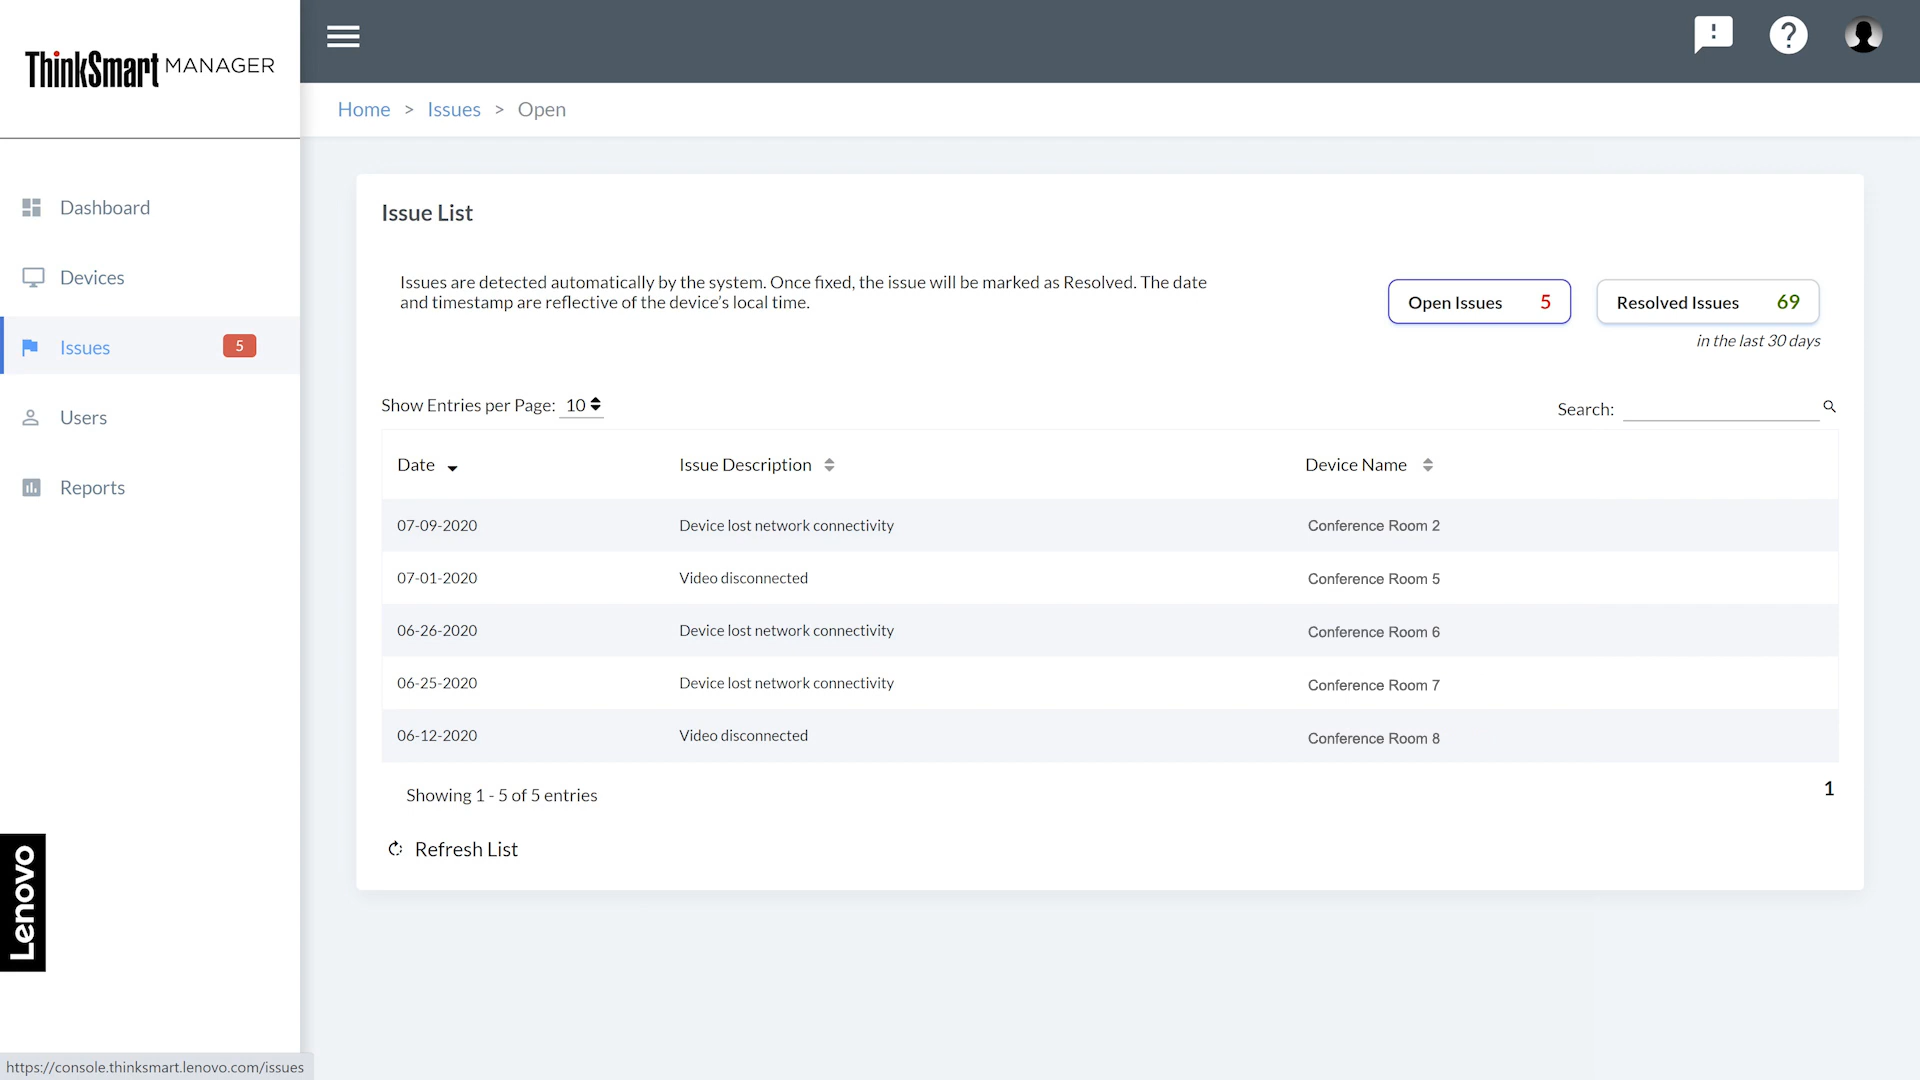 ThinkSmart MANAGER
Home > Issues > Open
Dashboard
Devices
Issues 5
Users
Reports
Lenovo
Issue List
Issues are detected automatically by the system. Once fixed, the issue will be marked as Resolved. The date
and timestamp are reflective of the device’s local time.
Open Issues 5
Resolved Issues 69
in the last 30 days
Show Entries per Page: 10
Search:
Date Issue Description Device Name
07-09-2020 Device lost network connectivity Conference Room 2
07-01-2020 Video disconnected Conference Room 5
06-26-2020 Device lost network connectivity Conference Room 6
06-25-2020 Device lost network connectivity Conference Room 7
06-12-2020 Video disconnected Conference Room 8
Showing 1 - 5 of 5 entries
1
Refresh List
https://console.thinksmart.lenovo.com/issues